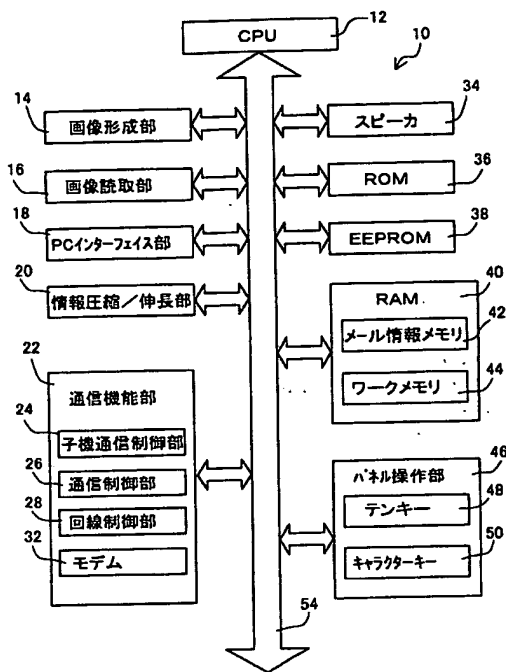 CPU
12
10
14
画像形成部
16
画像読取部
18
PCインターフェイス部
20
情報圧縮/伸長部
22
通信機能部
24
子機通信制御部
26
通信制御部
28
回線制御部
32
モデム
スピーカ
34
ROM
36
EEPROM
38
RAM
40
メール情報メモリ
42
ワークメモリ
44
パネル操作部
46
テンキー
48
キャラクターキー
50
54